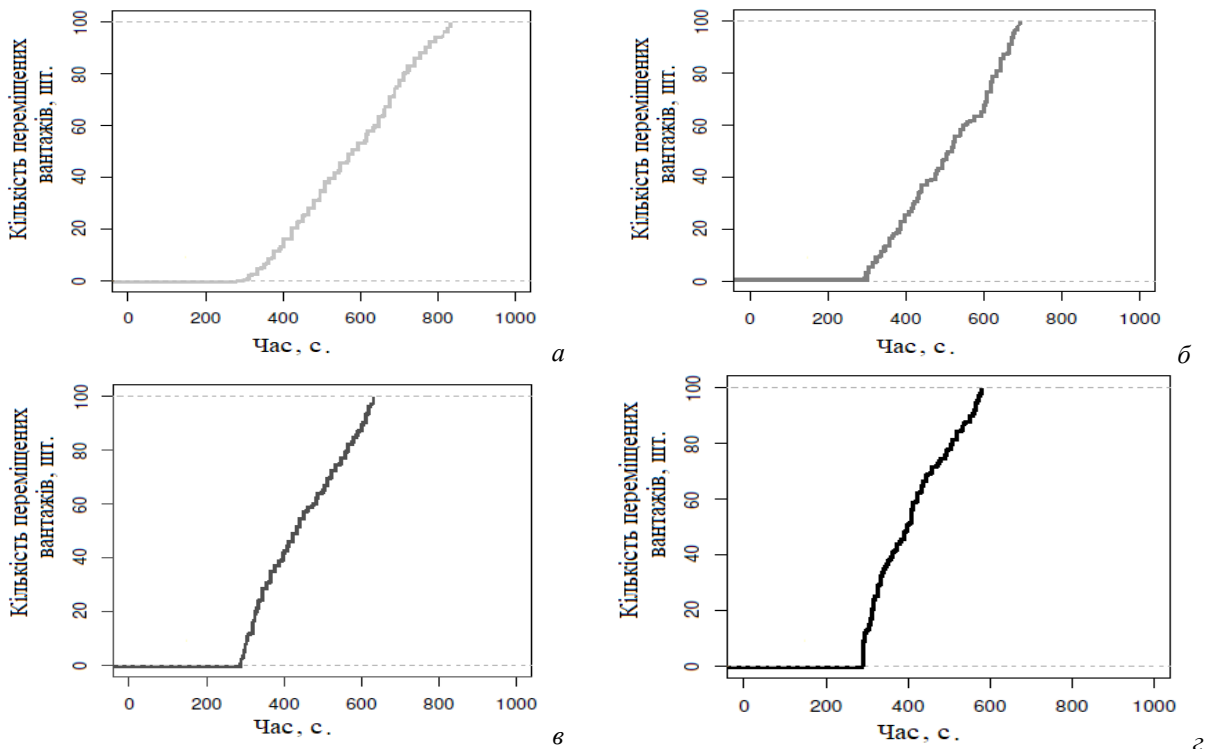 Кількість переміщених
вантажів, шт.
100
80
60
40
20
0
0 200 400 600 800 1000
Час, с.
а
Кількість переміщених
вантажів, шт.
100
80
60
40
20
0
0 200 400 600 800 1000
Час, с.
б
Кількість переміщених
вантажів, шт.
100
80
60
40
20
0
0 200 400 600 800 1000
Час, с.
в
Кількість переміщених
вантажів, шт.
100
80
60
40
20
0
0 200 400 600 800 1000
Час, с.
г